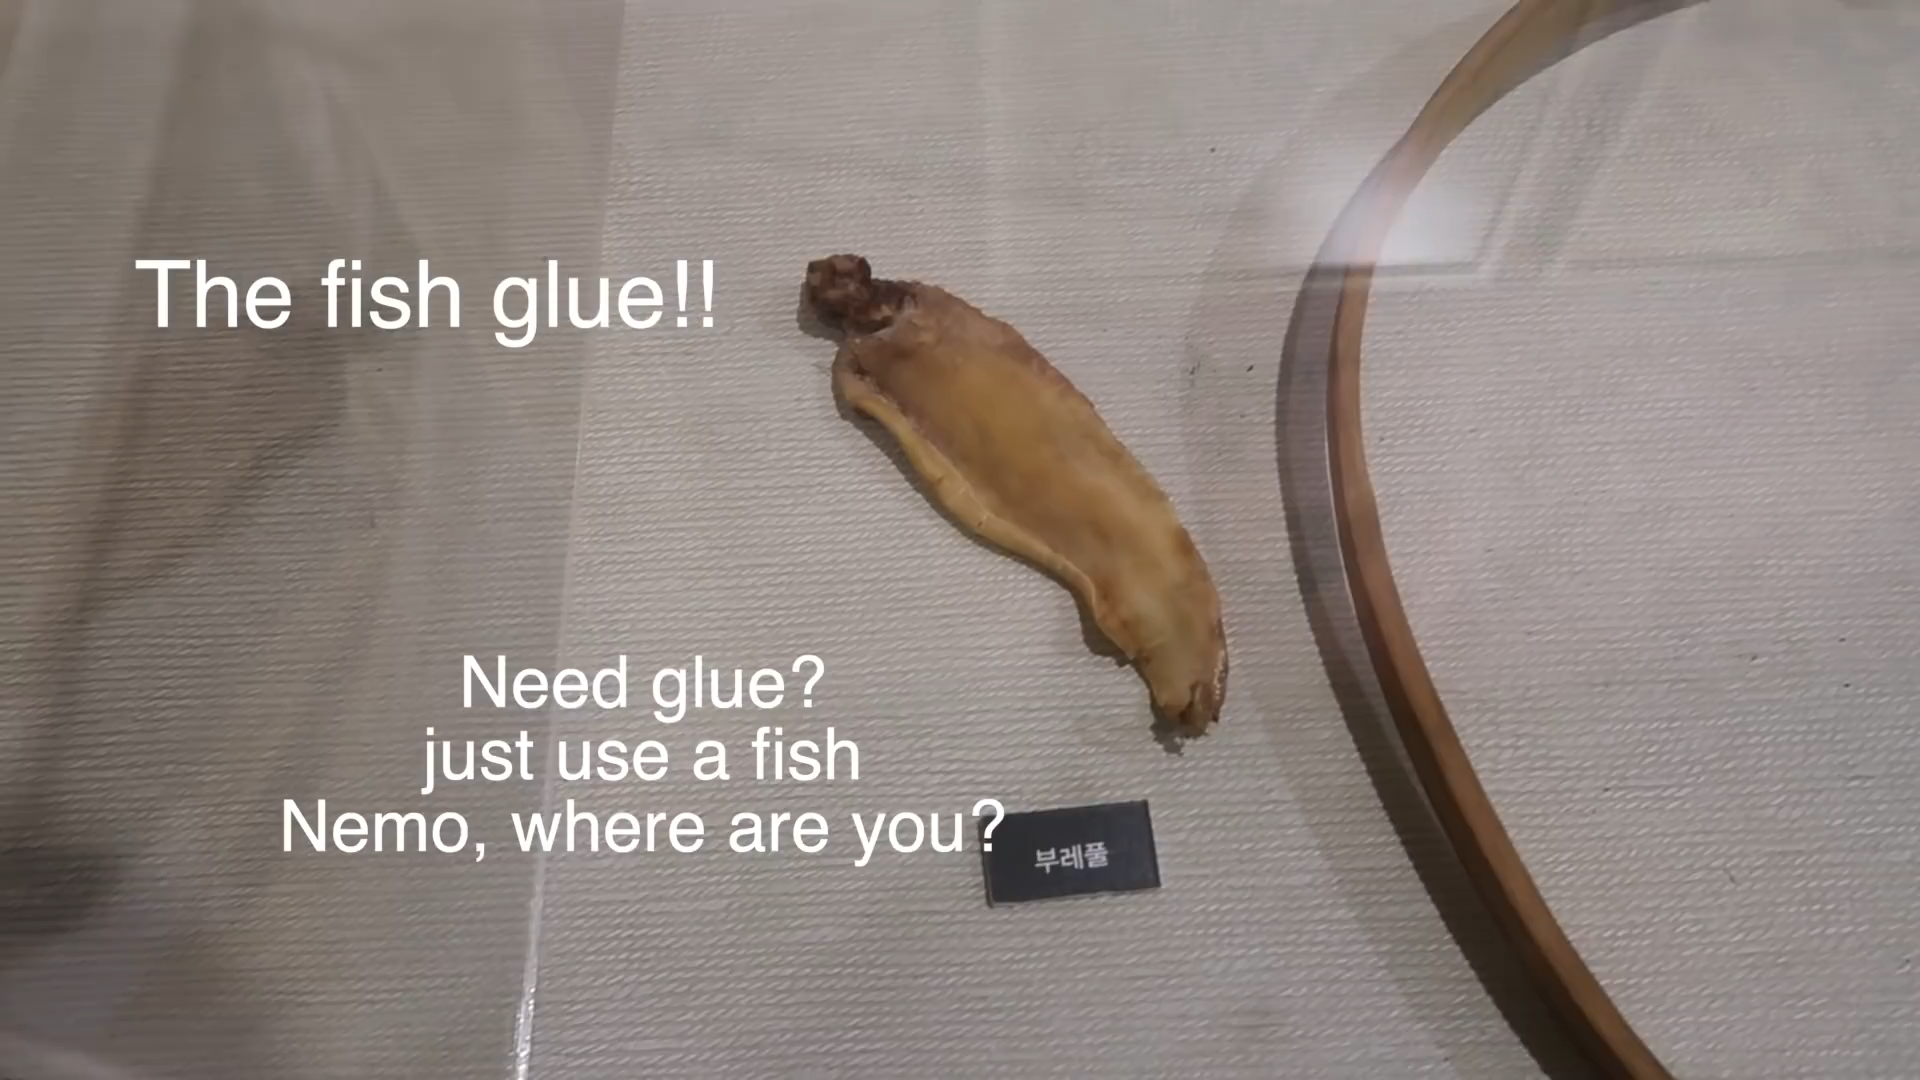 The fish glue!!
Need glue?
just use a fish
Nemo, where are you?
부레풀